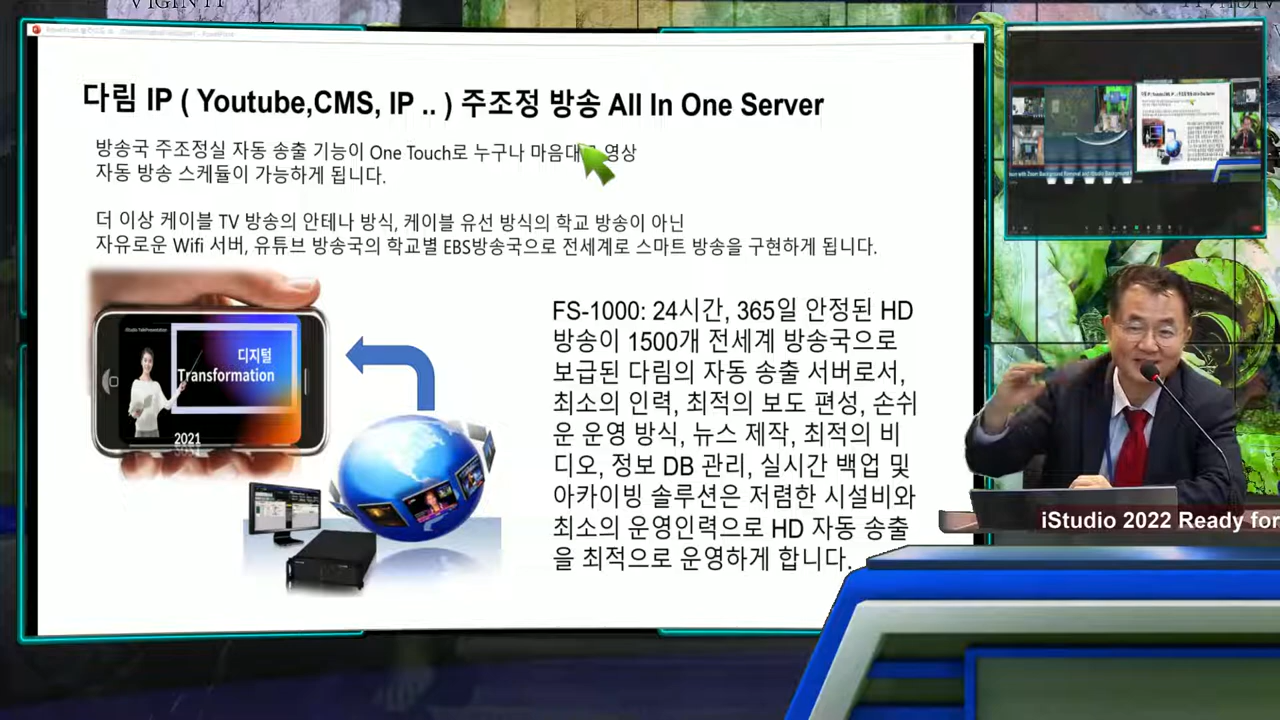 다림 IP ( Youtube,CMS, IP .. ) 주조정 방송 All In One Server
방송국 주조정실 자동 송출 기능이 One Touch로 누구나 마음대로 영상
자동 방송 스케쥴이 가능하게 됩니다.
더 이상 케이블 TV 방송의 안테나 방식, 케이블 유선 방식의 학교 방송이 아닌
자유로운 Wifi 서버, 유튜브 방송국의 학교별 EBS방송국으로 전세계로 스마트 방송을 구현하게 됩니다.
디지털
Transformation
2021
FS-1000: 24시간, 365일 안정된 HD
방송이 1500개 전세계 방송국으로
보급된 다림의 자동 송출 서버로서,
최소의 인력, 최적의 보도 편성, 손쉬
운 운영 방식, 뉴스 제작, 최적의 비
디오, 정보 DB 관리, 실시간 백업 및
아카이빙 솔루션은 저렴한 시설비와
최소의 운영인력으로 HD 자동 송출
을 최적으로 운영하게 합니다.
iStudio 2022 Ready for